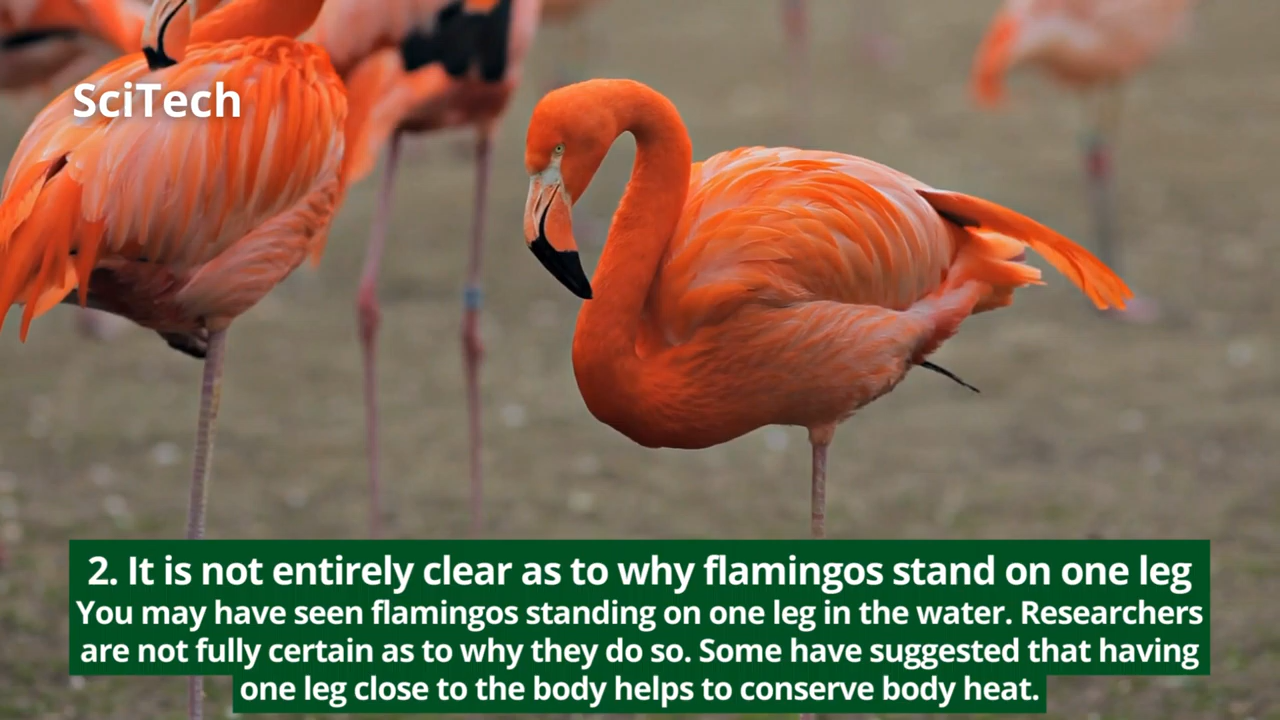 SciTech
2. It is not entirely clear as to why flamingos stand on one leg
You may have seen flamingos standing on one leg in the water. Researchers
are not fully certain as to why they do so. Some have suggested that having
one leg close to the body helps to conserve body heat.